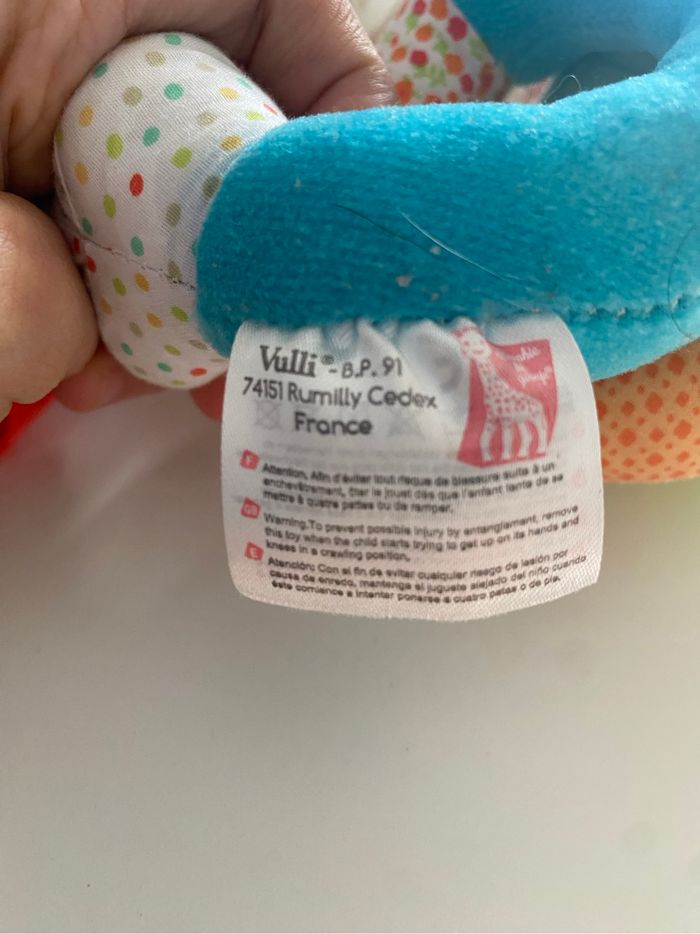 Vulli® - B.P. 91
74151 Rumilly Cedex
France
Sophie
la girafe
F Attention. Afin d'éviter tout risque de blessure suite à un
enchevêtrement, ôter le jouet dès que l'enfant tente de se
mettre à quatre pattes ou de ramper.
GB Warning.To prevent possible injury by entanglement, remove
this toy when the child starts trying to get up on its hands and
knees in a crawling position.
E Atención: Con el fin de evitar cualquier riesgo de lesión por
causa de enredo, mantenga el juguete alejado del niño cuando
éste comience a intentar ponerse a cuatro patas o de pie.